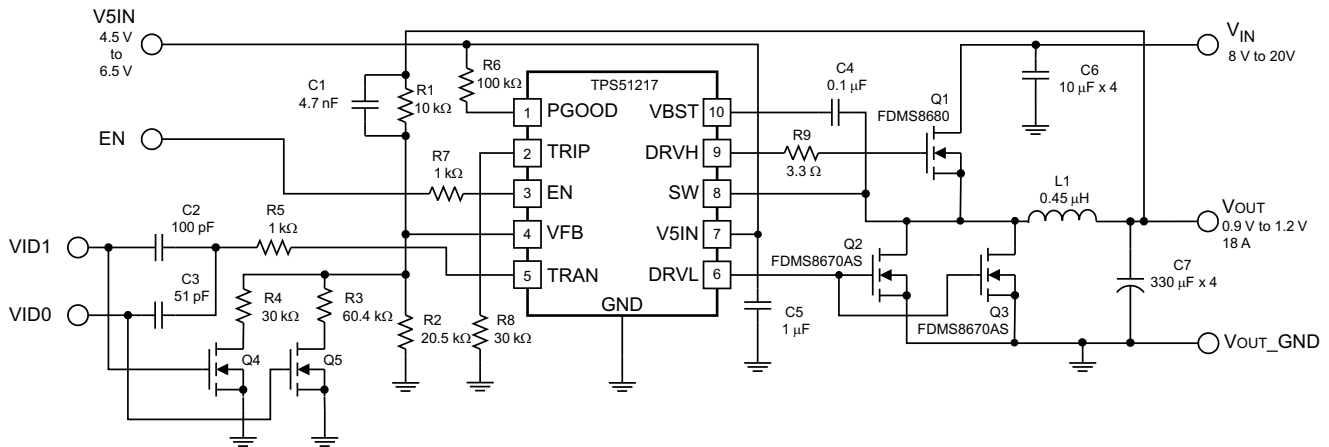 V5IN
4.5 V
to
6.5 V
EN
VID1
VID0
C1
4.7 nF
R1
10 kΩ
R6
100 kΩ
R7
1 kΩ
C2
100 pF
R5
1 kΩ
C3
51 pF
R4
30 kΩ
R3
60.4 kΩ
R2
20.5 kΩ
R8
30 kΩ
Q4
Q5
TPS51217
1 PGOOD
2 TRIP
3 EN
4 VFB
5 TRAN
VBST 10
DRVH 9
SW 8
V5IN 7
DRVL 6
GND
C4
0.1 µF
R9
3.3 Ω
Q1
FDMS8680
C6
10 µF x 4
VIN
8 V to 20V
L1
0.45 µH
VOUT
0.9 V to 1.2 V
18 A
Q2
FDMS8670AS
Q3
FDMS8670AS
C5
1 µF
C7
330 µF x 4
VOUT_GND